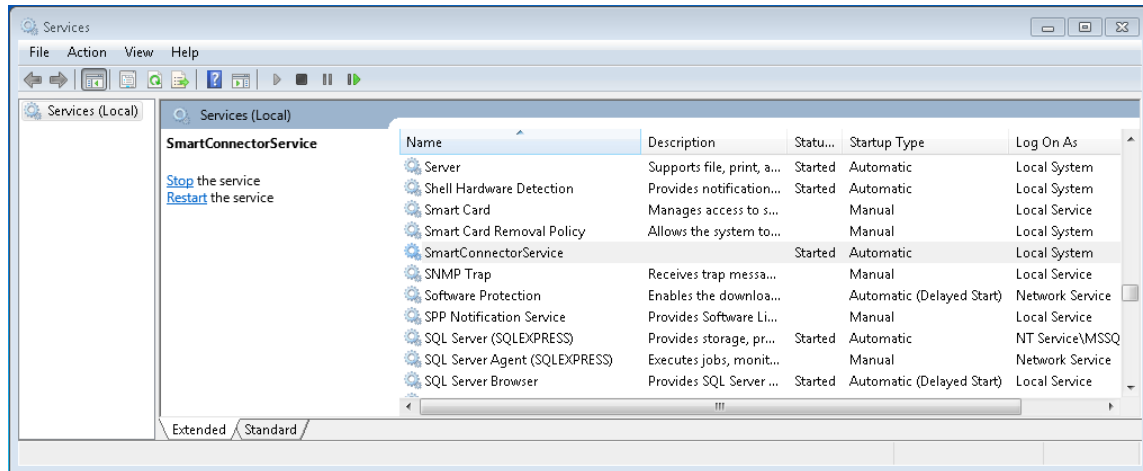 Services
File Action View Help
Services (Local)
Services (Local)
SmartConnectorService
Stop the service
Restart the service
Name Description Statu... Startup Type Log On As
Server Supports file, print, a... Started Automatic Local System
Shell Hardware Detection Provides notification... Started Automatic Local System
Smart Card Manages access to s... Manual Local Service
Smart Card Removal Policy Allows the system to... Manual Local System
SmartConnectorService Started Automatic Local System
SNMP Trap Receives trap messa... Manual Local Service
Software Protection Enables the downloa... Automatic (Delayed Start) Network Service
SPP Notification Service Provides Software Li... Manual Local Service
SQL Server (SQLEXPRESS) Provides storage, pr... Started Automatic NT Service\MSSQ
SQL Server Agent (SQLEXPRESS) Executes jobs, monit... Manual Network Service
SQL Server Browser Provides SQL Server ... Started Automatic (Delayed Start) Local Service
Extended Standard